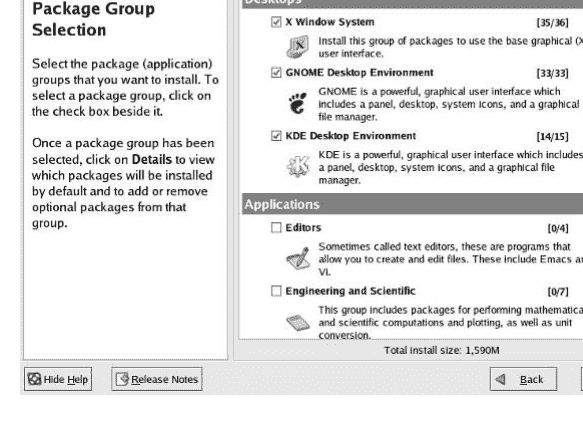 Package Group
Selection
Select the package (application)
groups that you want to install. To
select a package group, click on
the check box beside it.
Once a package group has been
selected, click on Details to view
which packages will be installed
by default and to add or remove
optional packages from that
group.
Desktops
X Window System [35/36]
Install this group of packages to use the base graphical (X
user interface.
GNOME Desktop Environment [33/33]
GNOME is a powerful, graphical user interface which
includes a panel, desktop, system icons, and a graphical
file manager.
KDE Desktop Environment [14/15]
KDE is a powerful, graphical user interface which includes
a panel, desktop, system icons, and a graphical file
manager.
Applications
Editors [0/4]
Sometimes called text editors, these are programs that
allow you to create and edit files. These include Emacs a
Vi.
Engineering and Scientific [0/7]
This group includes packages for performing mathematica
and scientific computations and plotting, as well as unit
conversion.
Total install size: 1,590M
Hide Help
Release Notes
Back